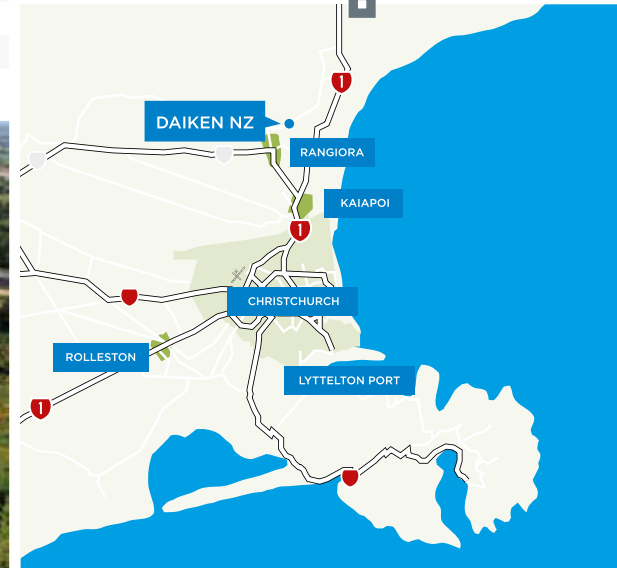 1
DAIKEN NZ
RANGIORA
KAIAPOI
1
CHRISTCHURCH
ROLLESTON
LYTTELTON PORT
1